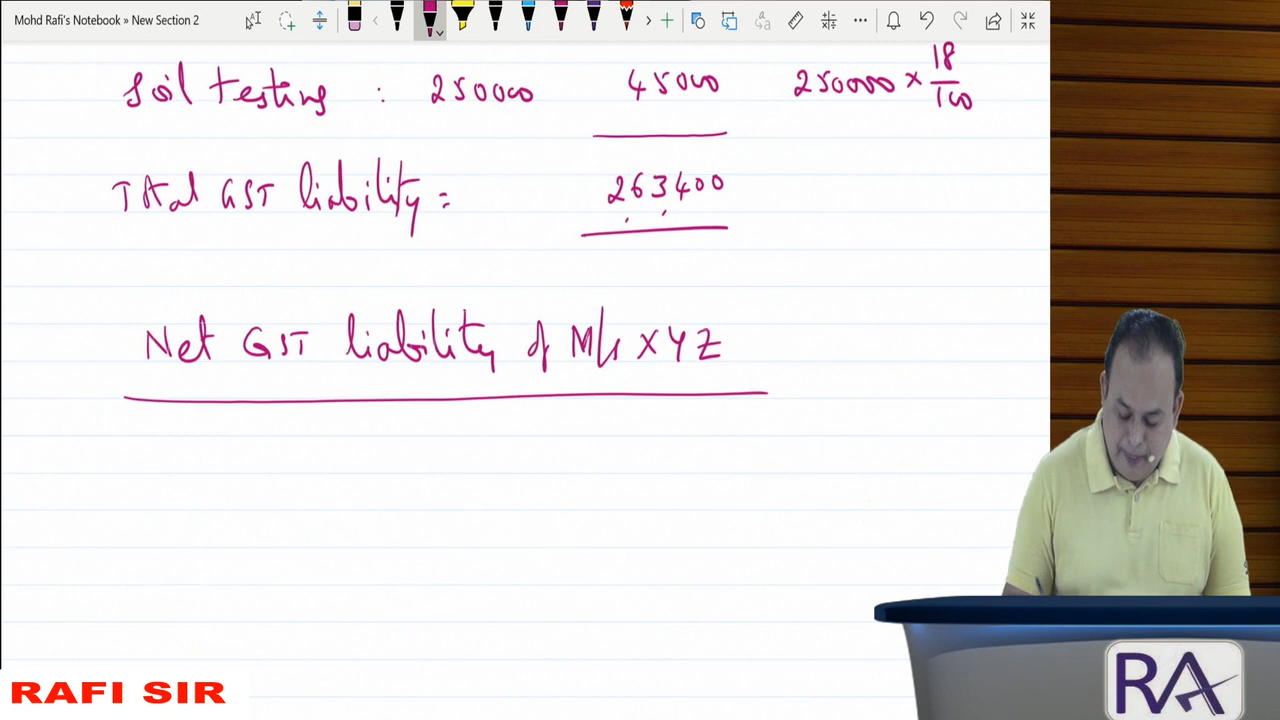 Mohd Rafi's Notebook » New Section 2
Soil testing : 250000 45000 250000 × 18/100
Total GST liability = 263400
Net GST liability of M/s XYZ
RAFI SIR
RA